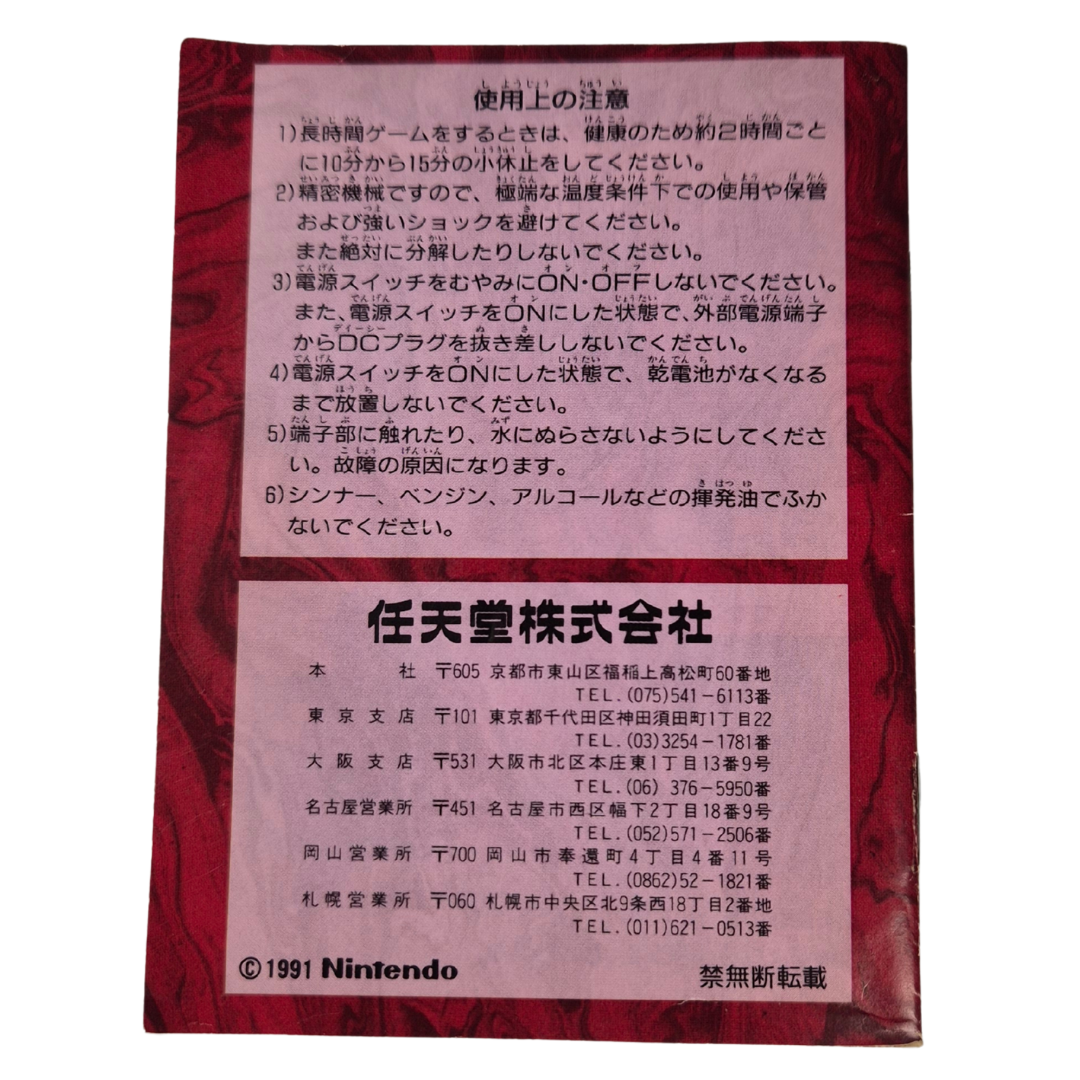 使用上の注意
1)長時間ゲームをするときは、健康のため約2時間ごと
に10分から15分の小休止をしてください。
2)精密機械ですので、極端な温度条件下での使用や保管
および強いショックを避けてください。
また絶対に分解したりしないでください。
3)電源スイッチをむやみにON・OFFしないでください。
また、電源スイッチをONにした状態で、外部電源端子
からDCプラグを抜き差ししないでください。
4)電源スイッチをONにした状態で、乾電池がなくなる
まで放置しないでください。
5)端子部に触れたり、水にぬらさないようにしてくださ
い。故障の原因になります。
6)シンナー、ベンジン、アルコールなどの揮発油でふか
ないでください。
任天堂株式会社
本社 〒605 京都市東山区福稲上高松町60番地
TEL.(075)541-6113番
東京支店 〒101 東京都千代田区神田須田町1丁目22
TEL.(03)3254-1781番
大阪支店 〒531 大阪市北区本庄東1丁目13番9号
TEL.(06) 376-5950番
名古屋営業所 〒451 名古屋市西区幅下2丁目18番9号
TEL.(052)571-2506番
岡山営業所 〒700 岡山市奉還町4丁目4番11号
TEL.(0862)52-1821番
札幌営業所 〒060 札幌市中央区北9条西18丁目2番地
TEL.(011)621-0513番
©1991 Nintendo 禁無断転載